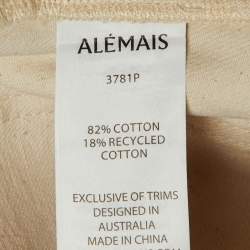 ALÉMAIS
3781P
82% COTTON
18% RECYCLED
COTTON
EXCLUSIVE OF TRIMS
DESIGNED IN
AUSTRALIA
MADE IN CHINA